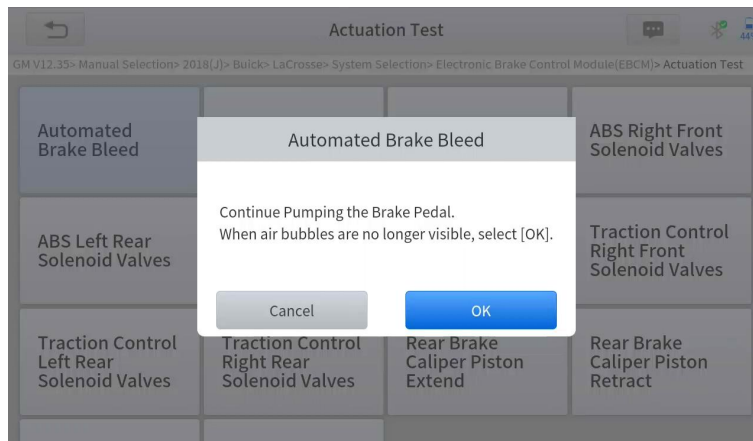 Actuation Test
GM V12.35> Manual Selection> 2018(J)> Buick> LaCrosse> System Selection> Electronic Brake Control Module(EBCM)> Actuation Test
Automated
Brake Bleed
ABS Right Front
Solenoid Valves
Automated Brake Bleed
Continue Pumping the Brake Pedal.
When air bubbles are no longer visible, select [OK].
Cancel
OK
ABS Left Rear
Solenoid Valves
Traction Control
Right Front
Solenoid Valves
Traction Control
Left Rear
Solenoid Valves
Traction Control
Right Rear
Solenoid Valves
Rear Brake
Caliper Piston
Extend
Rear Brake
Caliper Piston
Retract